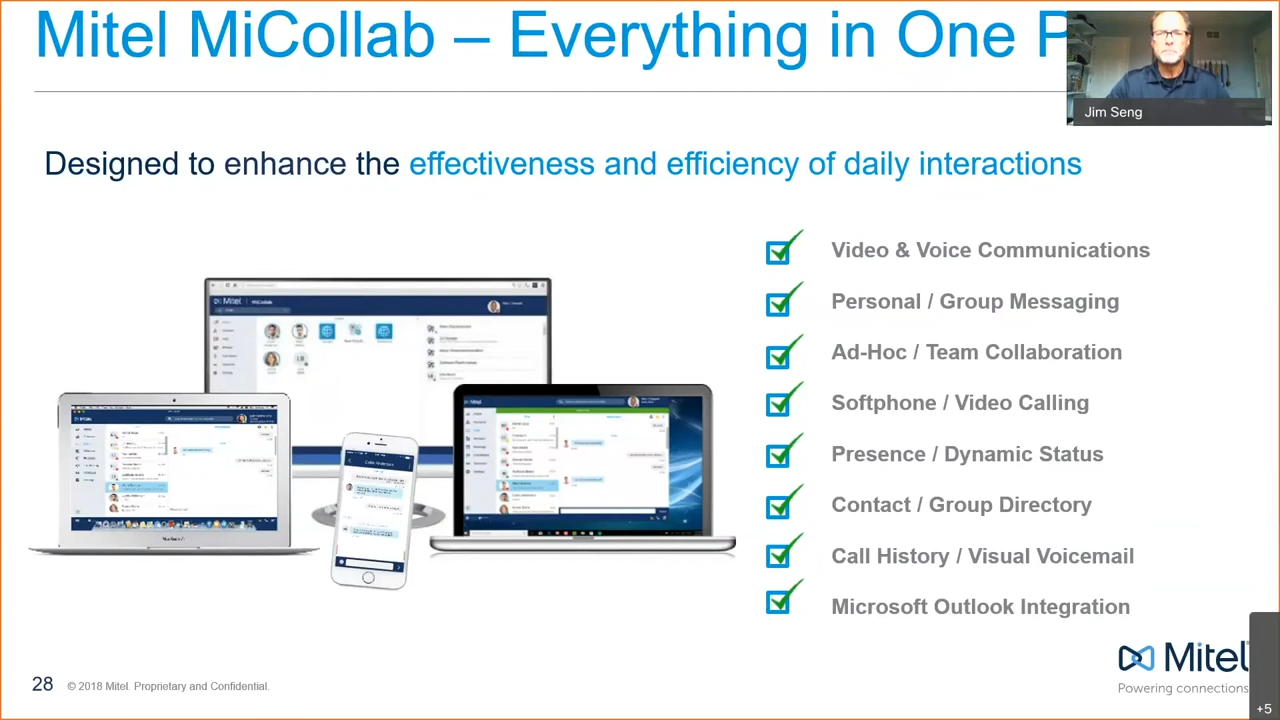 Mitel MiCollab – Everything in One P
Jim Seng
Designed to enhance the effectiveness and efficiency of daily interactions
Video & Voice Communications
Personal / Group Messaging
Ad-Hoc / Team Collaboration
Softphone / Video Calling
Presence / Dynamic Status
Contact / Group Directory
Call History / Visual Voicemail
Microsoft Outlook Integration
Mitel MiCollab
Mitel
Powering connections
28 © 2018 Mitel. Proprietary and Confidential.
+5